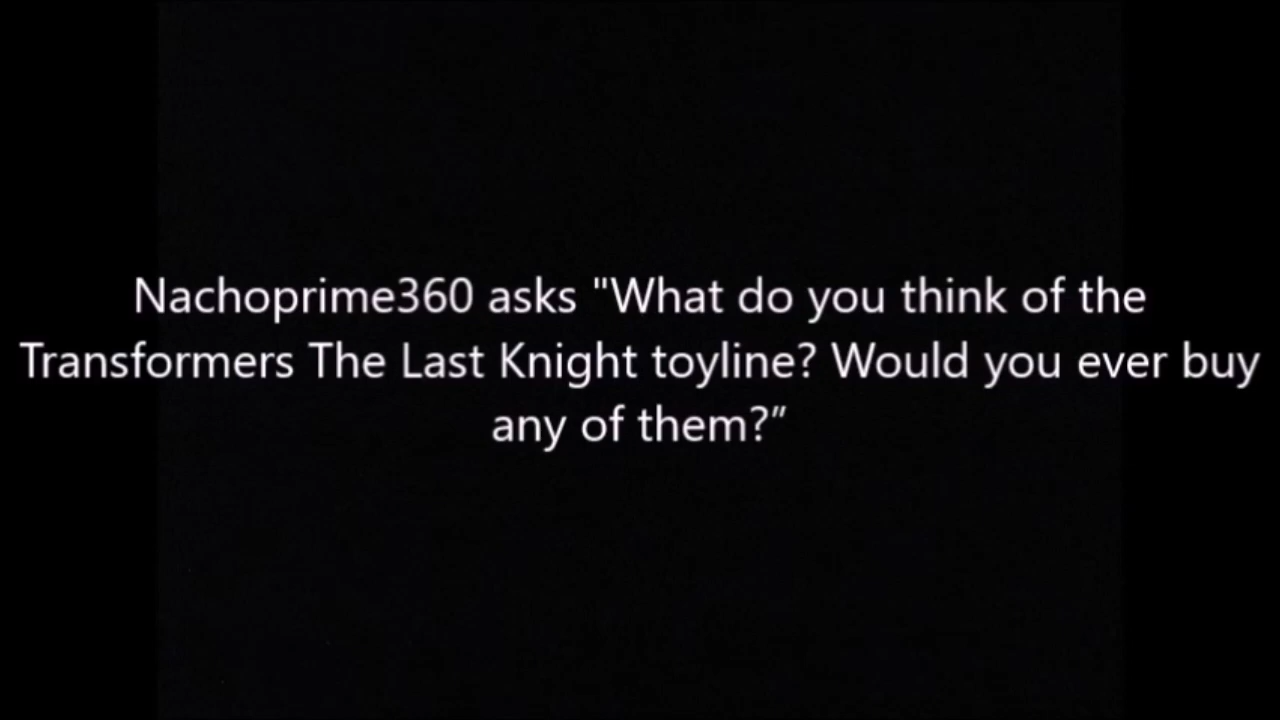 Nachoprime360 asks "What do you think of the
Transformers The Last Knight toyline? Would you ever buy
any of them?”